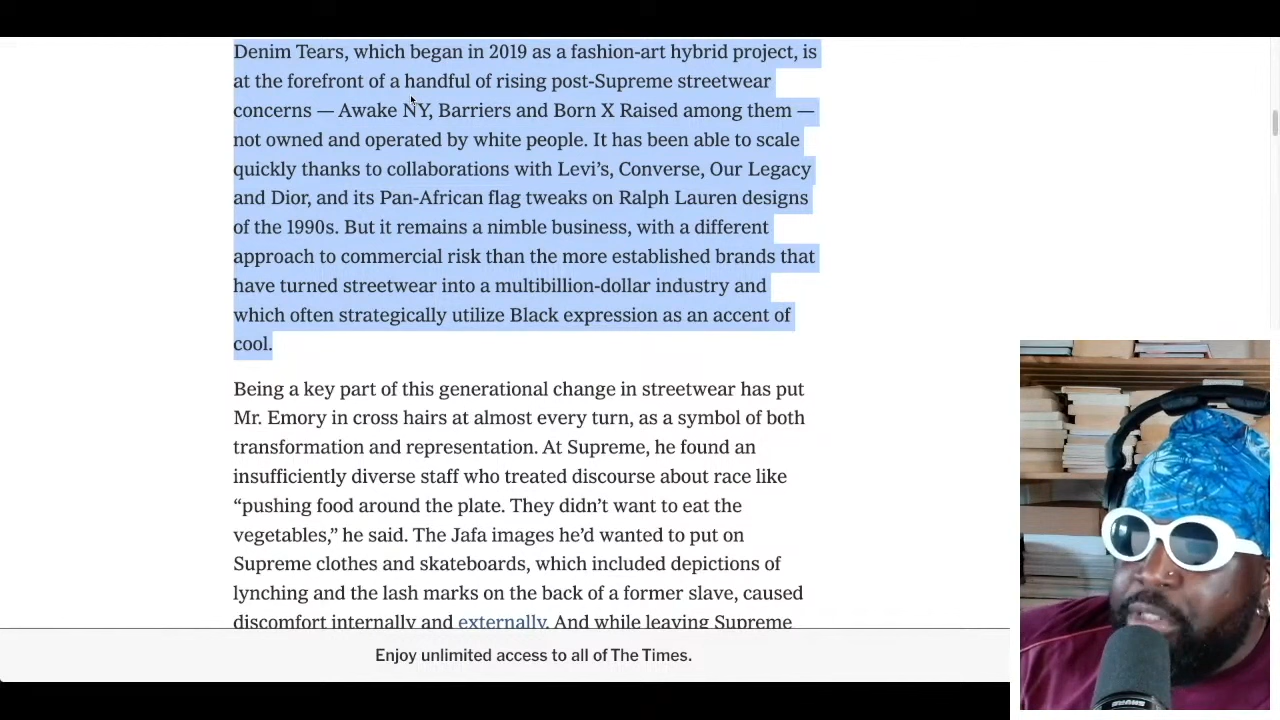 Denim Tears, which began in 2019 as a fashion-art hybrid project, is
at the forefront of a handful of rising post-Supreme streetwear
concerns — Awake NY, Barriers and Born X Raised among them —
not owned and operated by white people. It has been able to scale
quickly thanks to collaborations with Levi’s, Converse, Our Legacy
and Dior, and its Pan-African flag tweaks on Ralph Lauren designs
of the 1990s. But it remains a nimble business, with a different
approach to commercial risk than the more established brands that
have turned streetwear into a multibillion-dollar industry and
which often strategically utilize Black expression as an accent of
cool.
Being a key part of this generational change in streetwear has put
Mr. Emory in cross hairs at almost every turn, as a symbol of both
transformation and representation. At Supreme, he found an
insufficiently diverse staff who treated discourse about race like
“pushing food around the plate. They didn’t want to eat the
vegetables,” he said. The Jafa images he’d wanted to put on
Supreme clothes and skateboards, which included depictions of
lynching and the lash marks on the back of a former slave, caused
discomfort internally and externally. And while leaving Supreme
Enjoy unlimited access to all of The Times.
SHURE